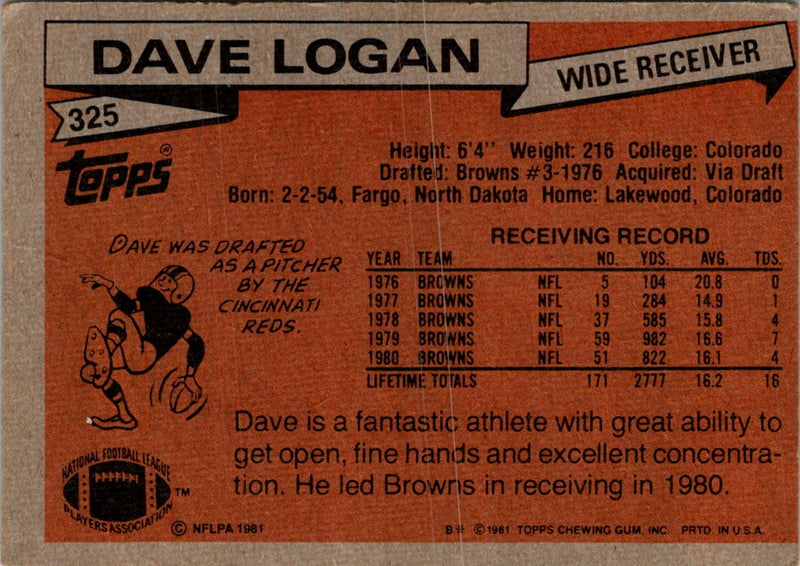 DAVE LOGAN
WIDE RECEIVER
325
TOPPS®
Height: 6'4'' Weight: 216 College: Colorado
Drafted: Browns #3-1976 Acquired: Via Draft
Born: 2-2-54, Fargo, North Dakota Home: Lakewood, Colorado
DAVE WAS DRAFTED
AS A PITCHER
BY THE
CINCINNATI
REDS.
RECEIVING RECORD
YEAR TEAM NO. YDS. AVG. TDS.
1976 BROWNS NFL 5 104 20.8 0
1977 BROWNS NFL 19 284 14.9 1
1978 BROWNS NFL 37 585 15.8 4
1979 BROWNS NFL 59 982 16.6 7
1980 BROWNS NFL 51 822 16.1 4
LIFETIME TOTALS 171 2777 16.2 16
Dave is a fantastic athlete with great ability to
get open, fine hands and excellent concentra-
tion. He led Browns in receiving in 1980.
NATIONAL FOOTBALL LEAGUE
PLAYERS ASSOCIATION
TM
© NFLPA 1981
B* © 1981 TOPPS CHEWING GUM, INC. PRTD. IN U.S.A.